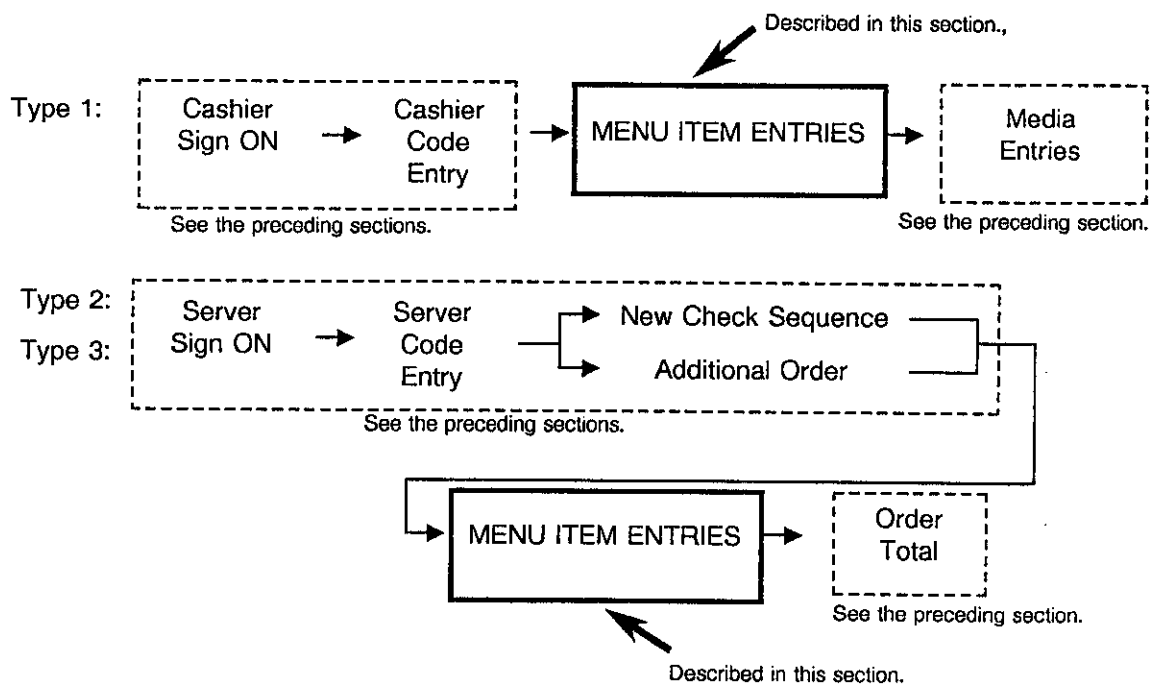 Described in this section.,
Type 1:
Cashier
Sign ON
Cashier
Code
Entry
MENU ITEM ENTRIES
Media
Entries
See the preceding sections.
See the preceding section.
Type 2:
Type 3:
Server
Sign ON
Server
Code
Entry
New Check Sequence
Additional Order
See the preceding sections.
MENU ITEM ENTRIES
Order
Total
See the preceding section.
Described in this section.